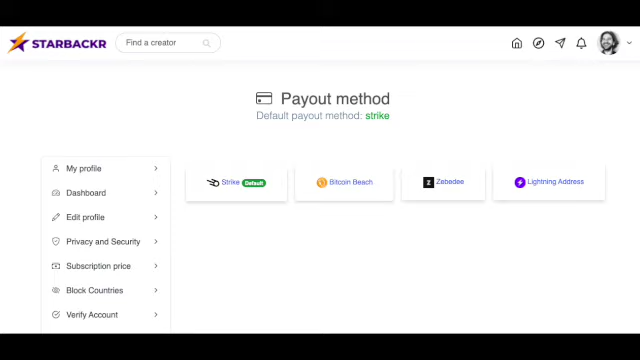 STARBACKR
Find a creator
Payout method
Default payout method: strike
My profile
Dashboard
Edit profile
Privacy and Security
Subscription price
Block Countries
Verify Account
Strike Default
Bitcoin Beach
Z Zebedee
Lightning Address